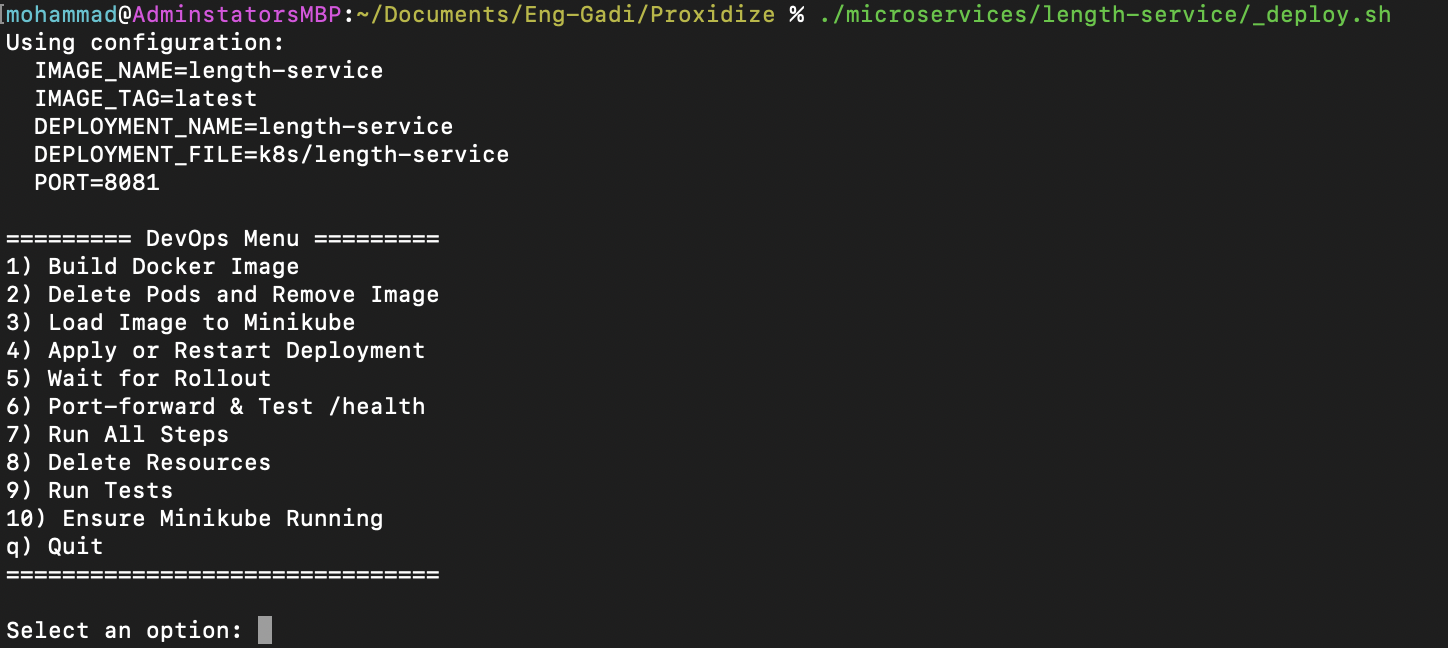 [mohammad@AdminstatorsMBP:~/Documents/Eng-Gadi/Proxidize % ./microservices/length-service/_deploy.sh
Using configuration:
  IMAGE_NAME=length-service
  IMAGE_TAG=latest
  DEPLOYMENT_NAME=length-service
  DEPLOYMENT_FILE=k8s/length-service
  PORT=8081

========= DevOps Menu =========
1) Build Docker Image
2) Delete Pods and Remove Image
3) Load Image to Minikube
4) Apply or Restart Deployment
5) Wait for Rollout
6) Port-forward & Test /health
7) Run All Steps
8) Delete Resources
9) Run Tests
10) Ensure Minikube Running
q) Quit
===============================

Select an option: